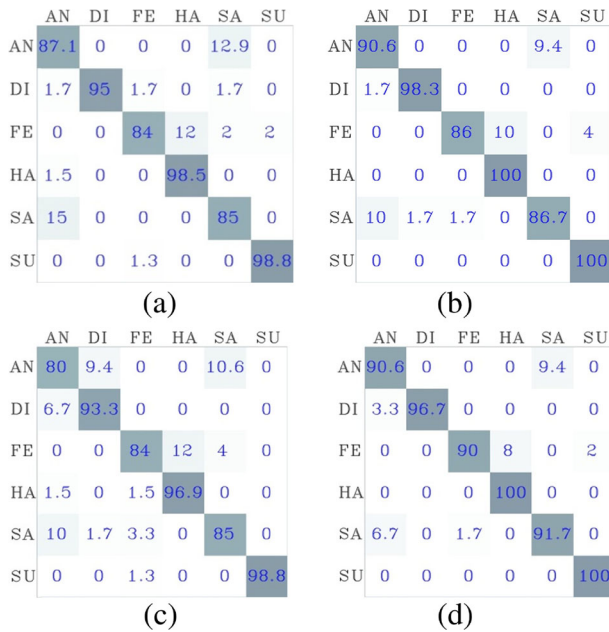 AN DI FE HA SA SU
AN 87.1 0 0 0 12.9 0
DI 1.7 95 1.7 0 1.7 0
FE 0 0 84 12 2 2
HA 1.5 0 0 98.5 0 0
SA 15 0 0 0 85 0
SU 0 0 1.3 0 0 98.8
(a)
AN DI FE HA SA SU
AN 90.6 0 0 0 9.4 0
DI 1.7 98.3 0 0 0 0
FE 0 0 86 10 0 4
HA 0 0 0 100 0 0
SA 10 1.7 1.7 0 86.7 0
SU 0 0 0 0 0 100
(b)
AN DI FE HA SA SU
AN 80 9.4 0 0 10.6 0
DI 6.7 93.3 0 0 0 0
FE 0 0 84 12 4 0
HA 1.5 0 1.5 96.9 0 0
SA 10 1.7 3.3 0 85 0
SU 0 0 1.3 0 0 98.8
(c)
AN DI FE HA SA SU
AN 90.6 0 0 0 9.4 0
DI 3.3 96.7 0 0 0 0
FE 0 0 90 8 0 2
HA 0 0 0 100 0 0
SA 6.7 0 1.7 0 91.7 0
SU 0 0 0 0 0 100
(d)